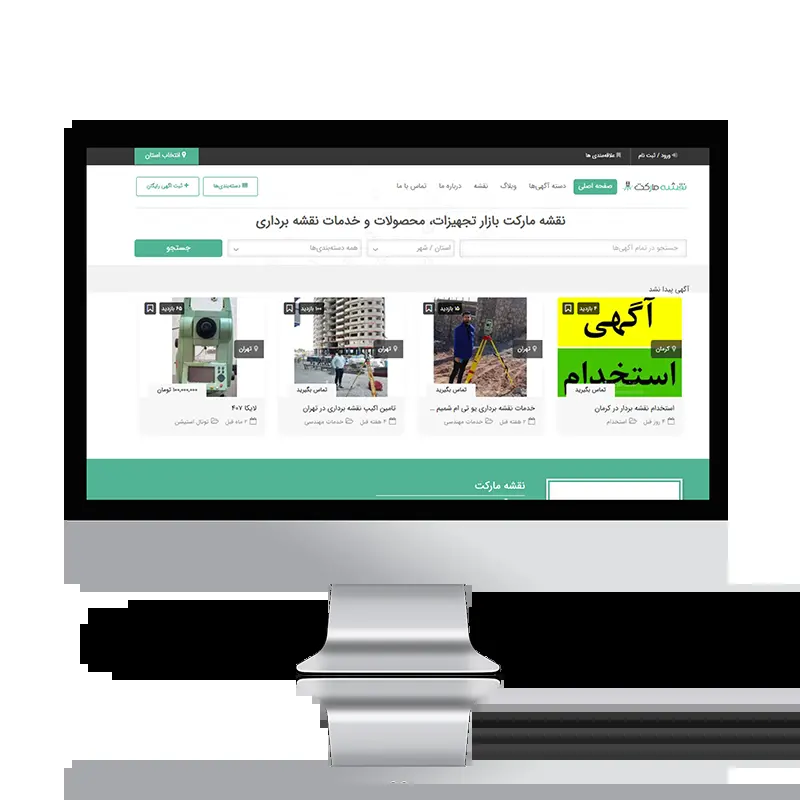 ورود / ثبت نام
علاقه‌مندی ها
انتخاب استان
نقشه مارکت
صفحه اصلی
دسته آگهی‌ها
وبلاگ
نقشه
درباره ما
تماس با ما
دسته‌بندی‌ها
ثبت آگهی رایگان
نقشه مارکت بازار تجهیزات، محصولات و خدمات نقشه برداری
جستجو در تمام آگهی‌ها
استان / شهر
همه دسته‌بندی‌ها
جستجو
آگهی پیدا نشد
۴ بازدید
آگهی
استخدام
کرمان
تماس بگیرید
استخدام نقشه بردار در کرمان
۴ روز قبل
استخدام
۱۵ بازدید
تهران
تماس بگیرید
خدمات نقشه برداری یو تی ام شمیم ...
۲ هفته قبل
خدمات مهندسی
۱۰۰ بازدید
تهران
تماس بگیرید
تامین اکیپ نقشه برداری در تهران
۴ هفته قبل
خدمات مهندسی
۶۵ بازدید
تهران
۱۰۰,۰۰۰,۰۰۰ تومان
لایکا ۴۰۷
۲ ماه قبل
توتال استیشن
نقشه مارکت